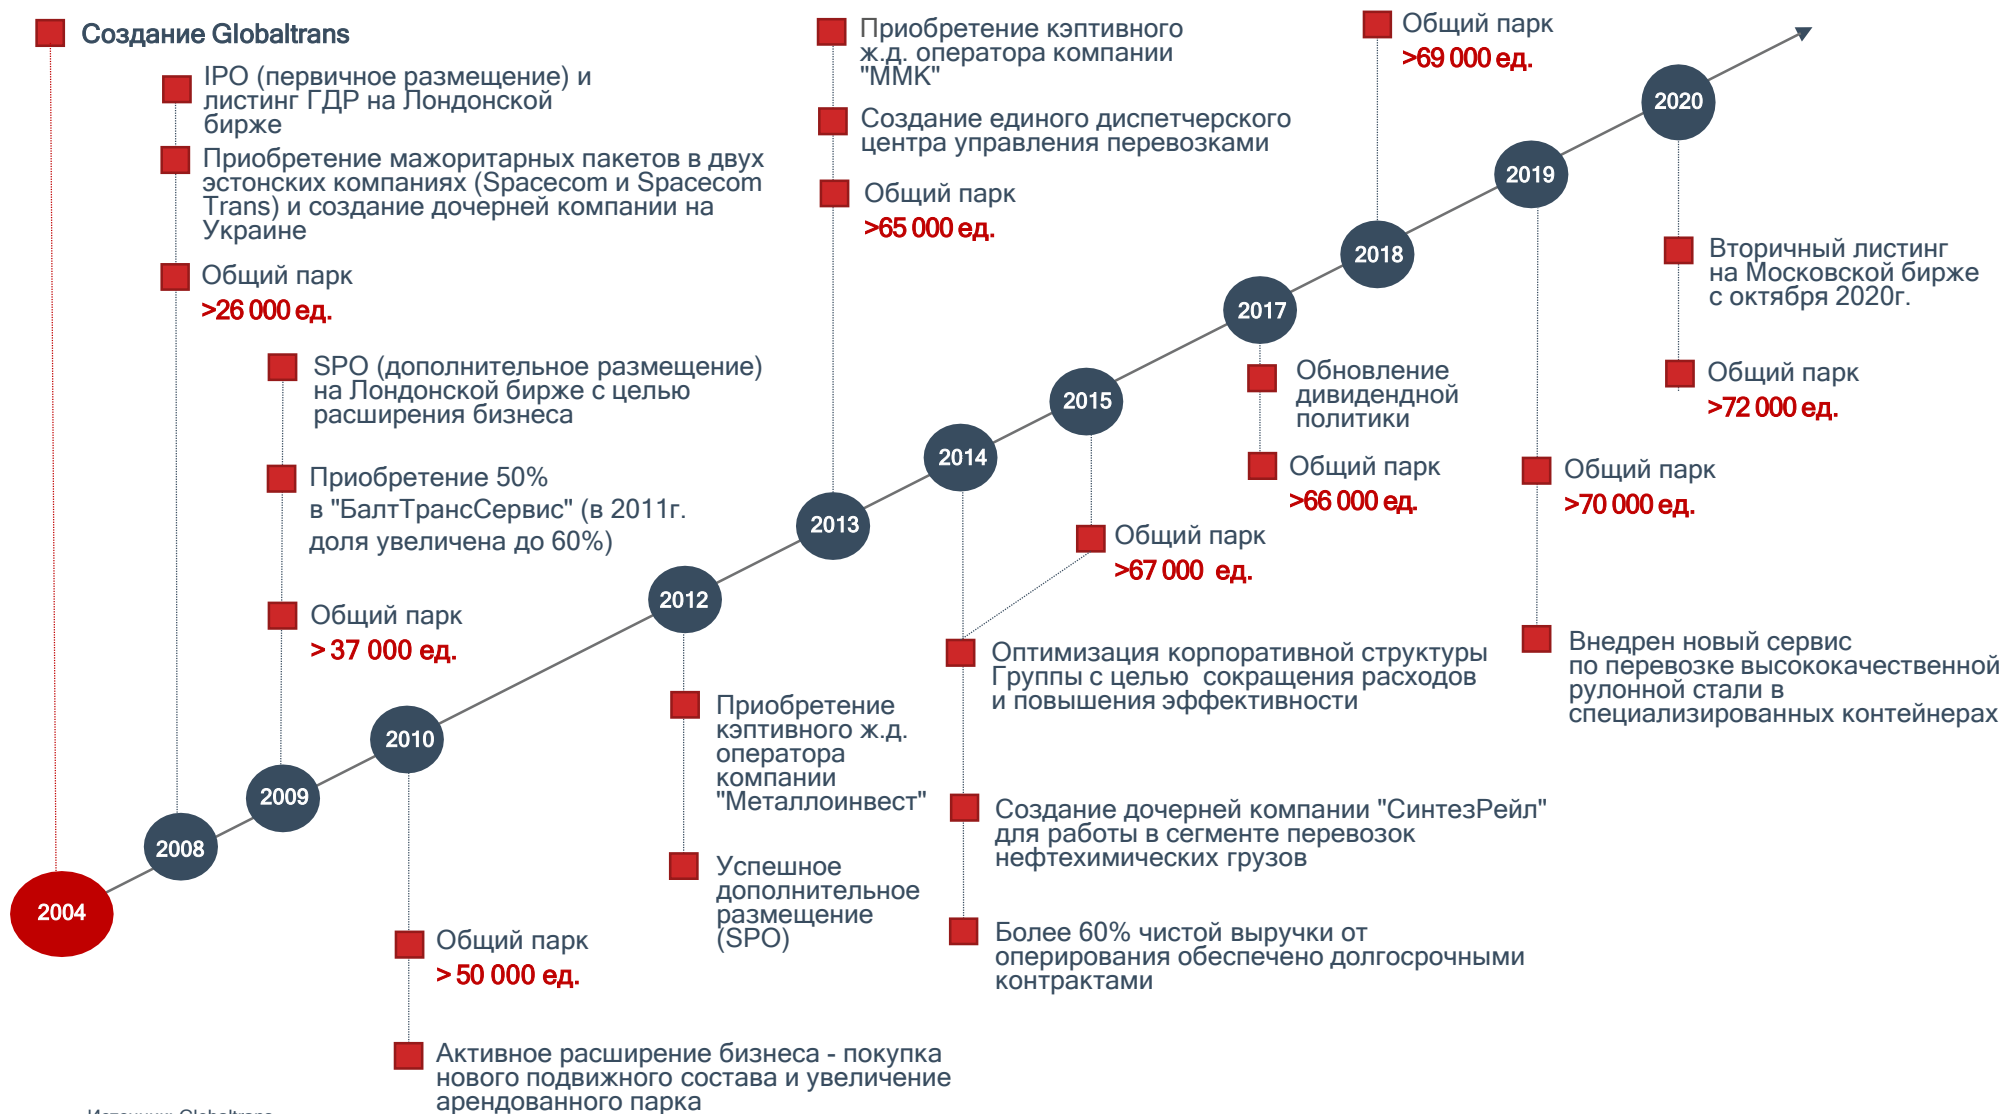 Создание Globaltrans
IPO (первичное размещение) и
листинг ГДР на Лондонской
бирже
Приобретение мажоритарных пакетов в двух
эстонских компаниях (Spacecom и Spacecom
Trans) и создание дочерней компании на
Украине
Общий парк
>26 000 ед.
SPO (дополнительное размещение)
на Лондонской бирже с целью
расширения бизнеса
Приобретение 50%
в "БалтТрансСервис" (в 2011г.
доля увеличена до 60%)
Общий парк
> 37 000 ед.
Приобретение кэптивного
ж.д. оператора компании
"ММК"
Создание единого диспетчерского
центра управления перевозками
Общий парк
>65 000 ед.
Общий парк
>69 000 ед.
2020
2019
2018
2017
2015
2014
2013
2012
2010
2009
2008
2004
Вторичный листинг
на Московской бирже
с октября 2020г.
Общий парк
>72 000 ед.
Обновление
дивидендной
политики
Общий парк
>66 000 ед.
Общий парк
>70 000 ед.
Внедрен новый сервис
по перевозке высококачественной
рулонной стали в
специализированных контейнерах
Общий парк
>67 000 ед.
Оптимизация корпоративной структуры
Группы с целью сокращения расходов
и повышения эффективности
Создание дочерней компании "СинтезРейл"
для работы в сегменте перевозок
нефтехимических грузов
Более 60% чистой выручки от
оперирования обеспечено долгосрочными
контрактами
Приобретение
кэптивного ж.д.
оператора
компании
"Металлоинвест"
Успешное
дополнительное
размещение
(SPO)
Общий парк
> 50 000 ед.
Активное расширение бизнеса - покупка
нового подвижного состава и увеличение
арендованного парка
Источник: Globaltrans